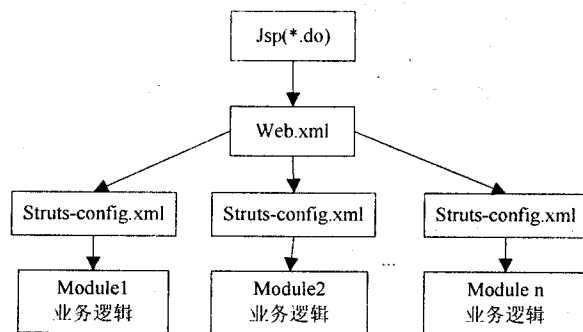 Jsp(*.do)
Web.xml
Struts-config.xml
Struts-config.xml
Struts-config.xml
...
Module1
业务逻辑
Module2
业务逻辑
Module n
业务逻辑